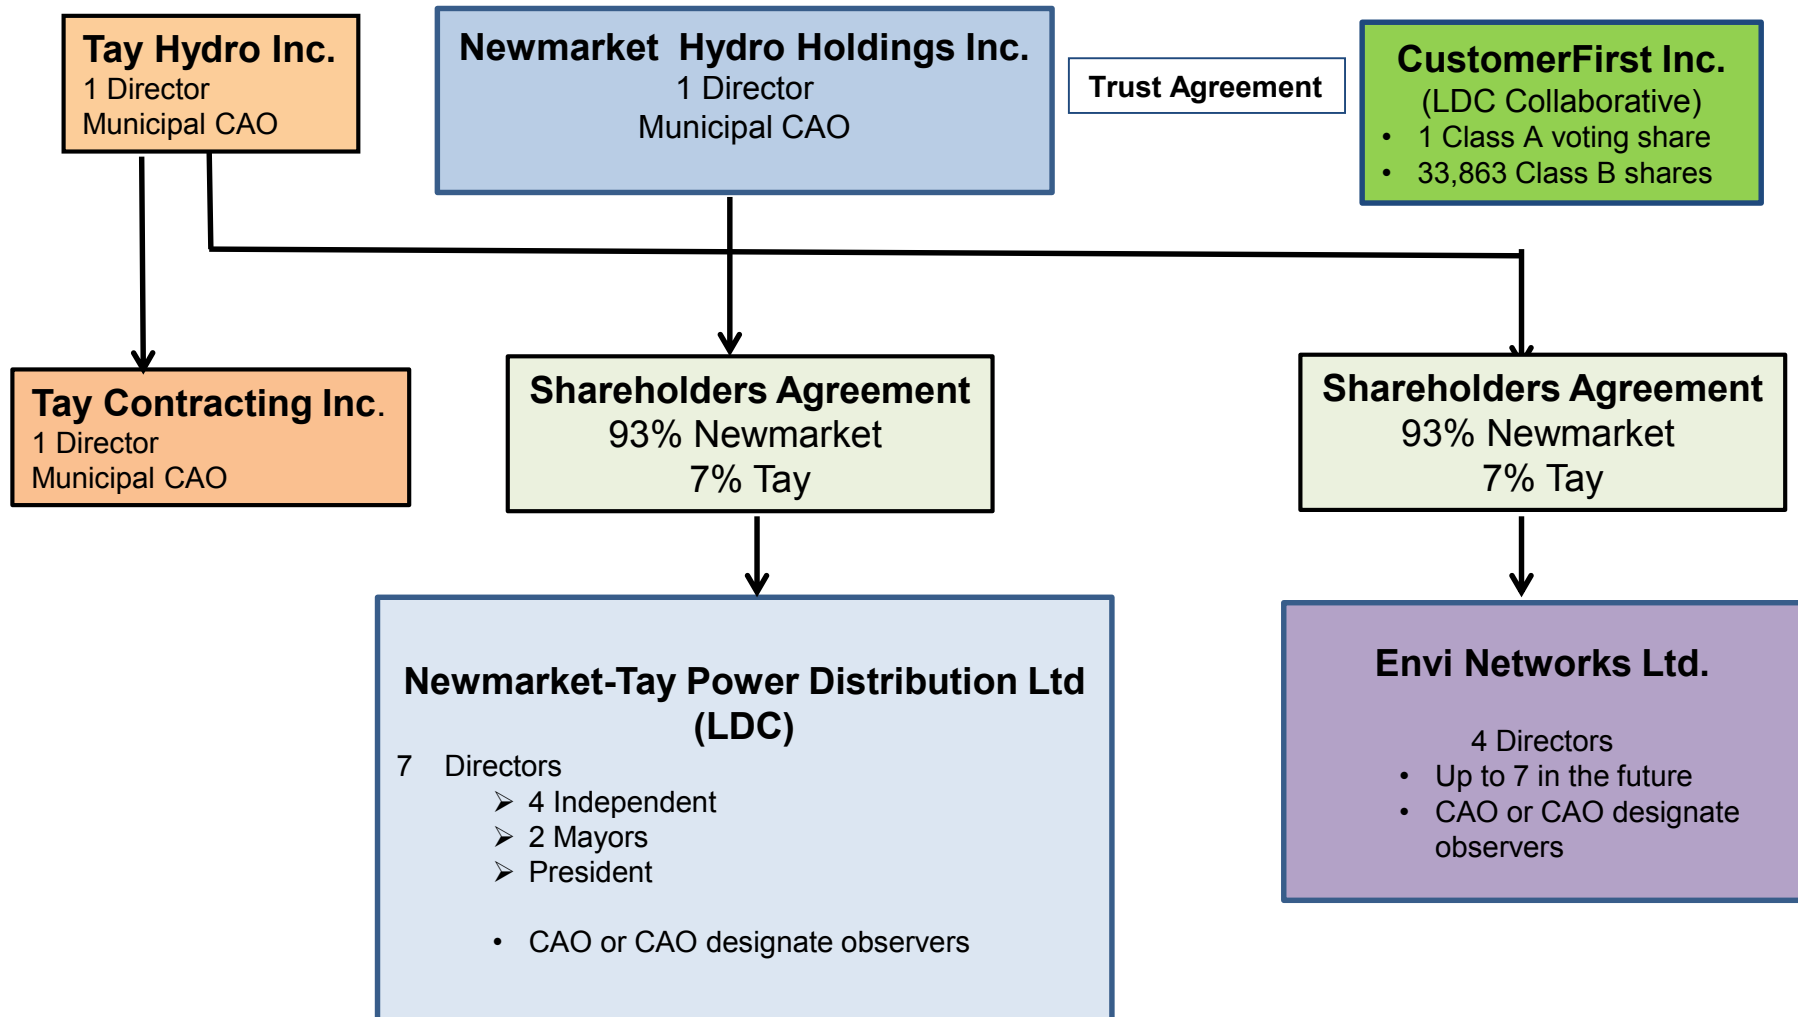 Tay Hydro Inc.
1 Director
Municipal CAO
Newmarket Hydro Holdings Inc.
1 Director
Municipal CAO
Trust Agreement
CustomerFirst Inc.
(LDC Collaborative)
• 1 Class A voting share
• 33,863 Class B shares
Tay Contracting Inc.
1 Director
Municipal CAO
Shareholders Agreement
93% Newmarket
7% Tay
Shareholders Agreement
93% Newmarket
7% Tay
Newmarket-Tay Power Distribution Ltd
(LDC)
7 Directors
➢ 4 Independent
➢ 2 Mayors
➢ President
• CAO or CAO designate observers
Envi Networks Ltd.
4 Directors
• Up to 7 in the future
• CAO or CAO designate
observers